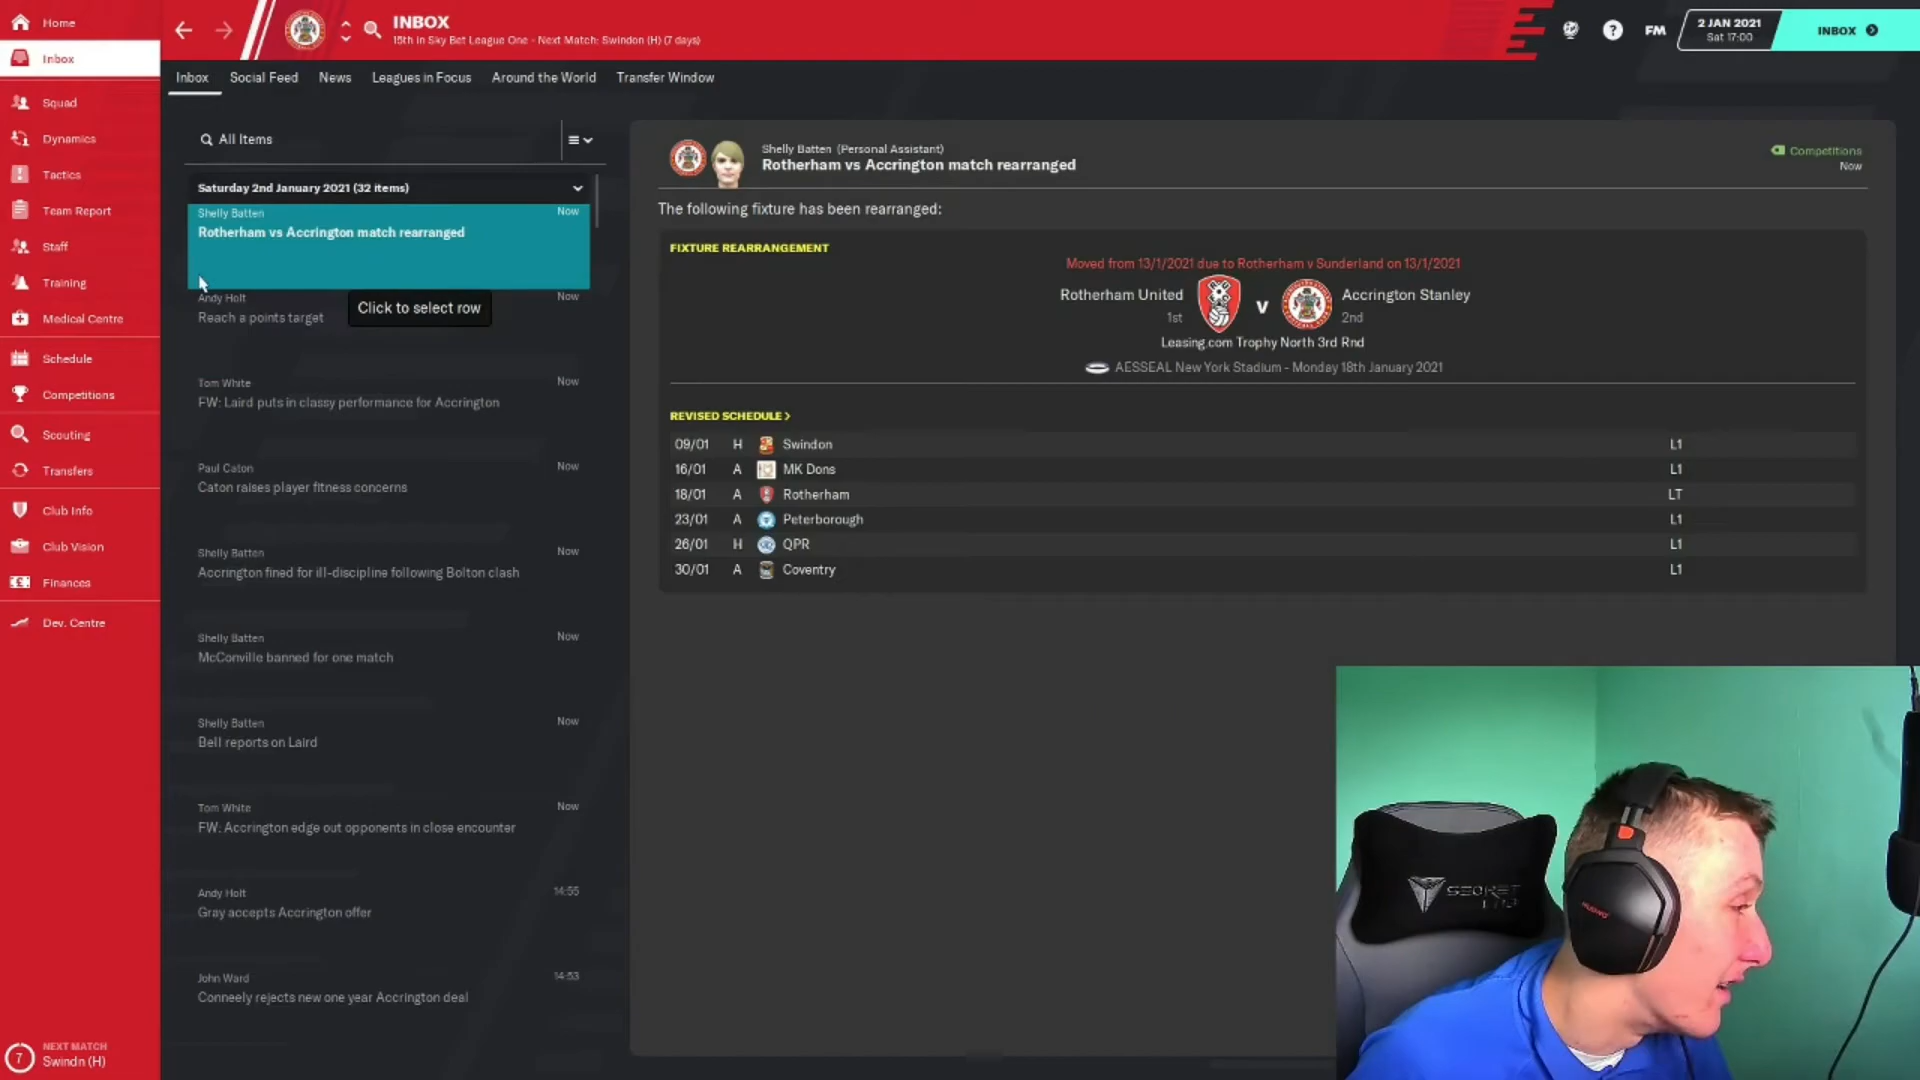 Home
Inbox
Squad
Dynamics
Tactics
Team Report
Staff
Training
Medical Centre
Schedule
Competitions
Scouting
Transfers
Club Info
Club Vision
Finances
Dev. Centre
7
NEXT MATCH
Swindn (H)
INBOX
15th in Sky Bet League One - Next Match: Swindon (H) (7 days)
FM
2 JAN 2021
Sat 17:00
INBOX
Inbox
Social Feed
News
Leagues in Focus
Around the World
Transfer Window
All Items
Saturday 2nd January 2021 (32 items)
Shelly Batten Now
Rotherham vs Accrington match rearranged
Andy Holt Now
Reach a points target
Click to select row
Tom White Now
FW: Laird puts in classy performance for Accrington
Paul Caton Now
Caton raises player fitness concerns
Shelly Batten Now
Accrington fined for ill-discipline following Bolton clash
Shelly Batten Now
McConville banned for one match
Shelly Batten Now
Bell reports on Laird
Tom White Now
FW: Accrington edge out opponents in close encounter
Andy Holt 14:55
Gray accepts Accrington offer
John Ward 14:53
Conneely rejects new one year Accrington deal
Shelly Batten (Personal Assistant)
Rotherham vs Accrington match rearranged
Competitions
Now
The following fixture has been rearranged:
FIXTURE REARRANGEMENT
Moved from 13/1/2021 due to Rotherham v Sunderland on 13/1/2021
Rotherham United v Accrington Stanley
1st 2nd
Leasing.com Trophy North 3rd Rnd
AESSEAL New York Stadium - Monday 18th January 2021
REVISED SCHEDULE >
09/01 H Swindon L1
16/01 A MK Dons L1
18/01 A Rotherham LT
23/01 A Peterborough L1
26/01 H QPR L1
30/01 A Coventry L1